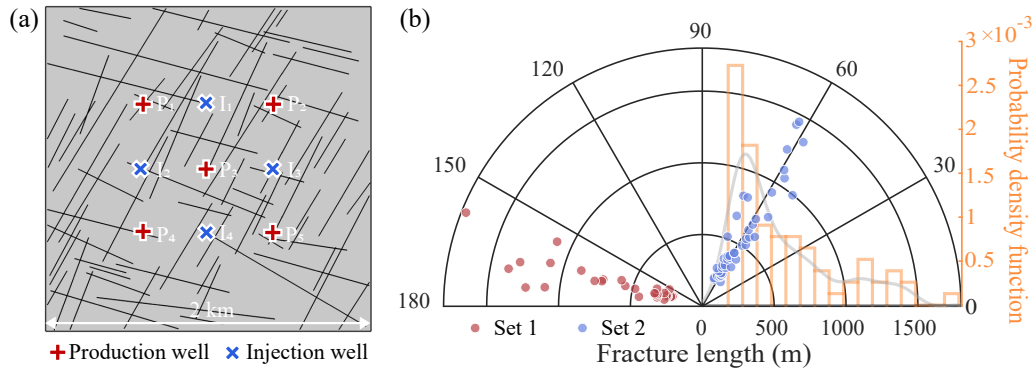 (a)
P₁
I₁
P₂
I₂
P₃
I₃
P₄
I₄
P₅
2 km
Production well
Injection well
(b)
90
120
60
150
30
180
0
500
1000
1500
Fracture length (m)
Set 1
Set 2
3 ×10⁻³
2.5
2
1.5
1
0.5
0
Probability density function